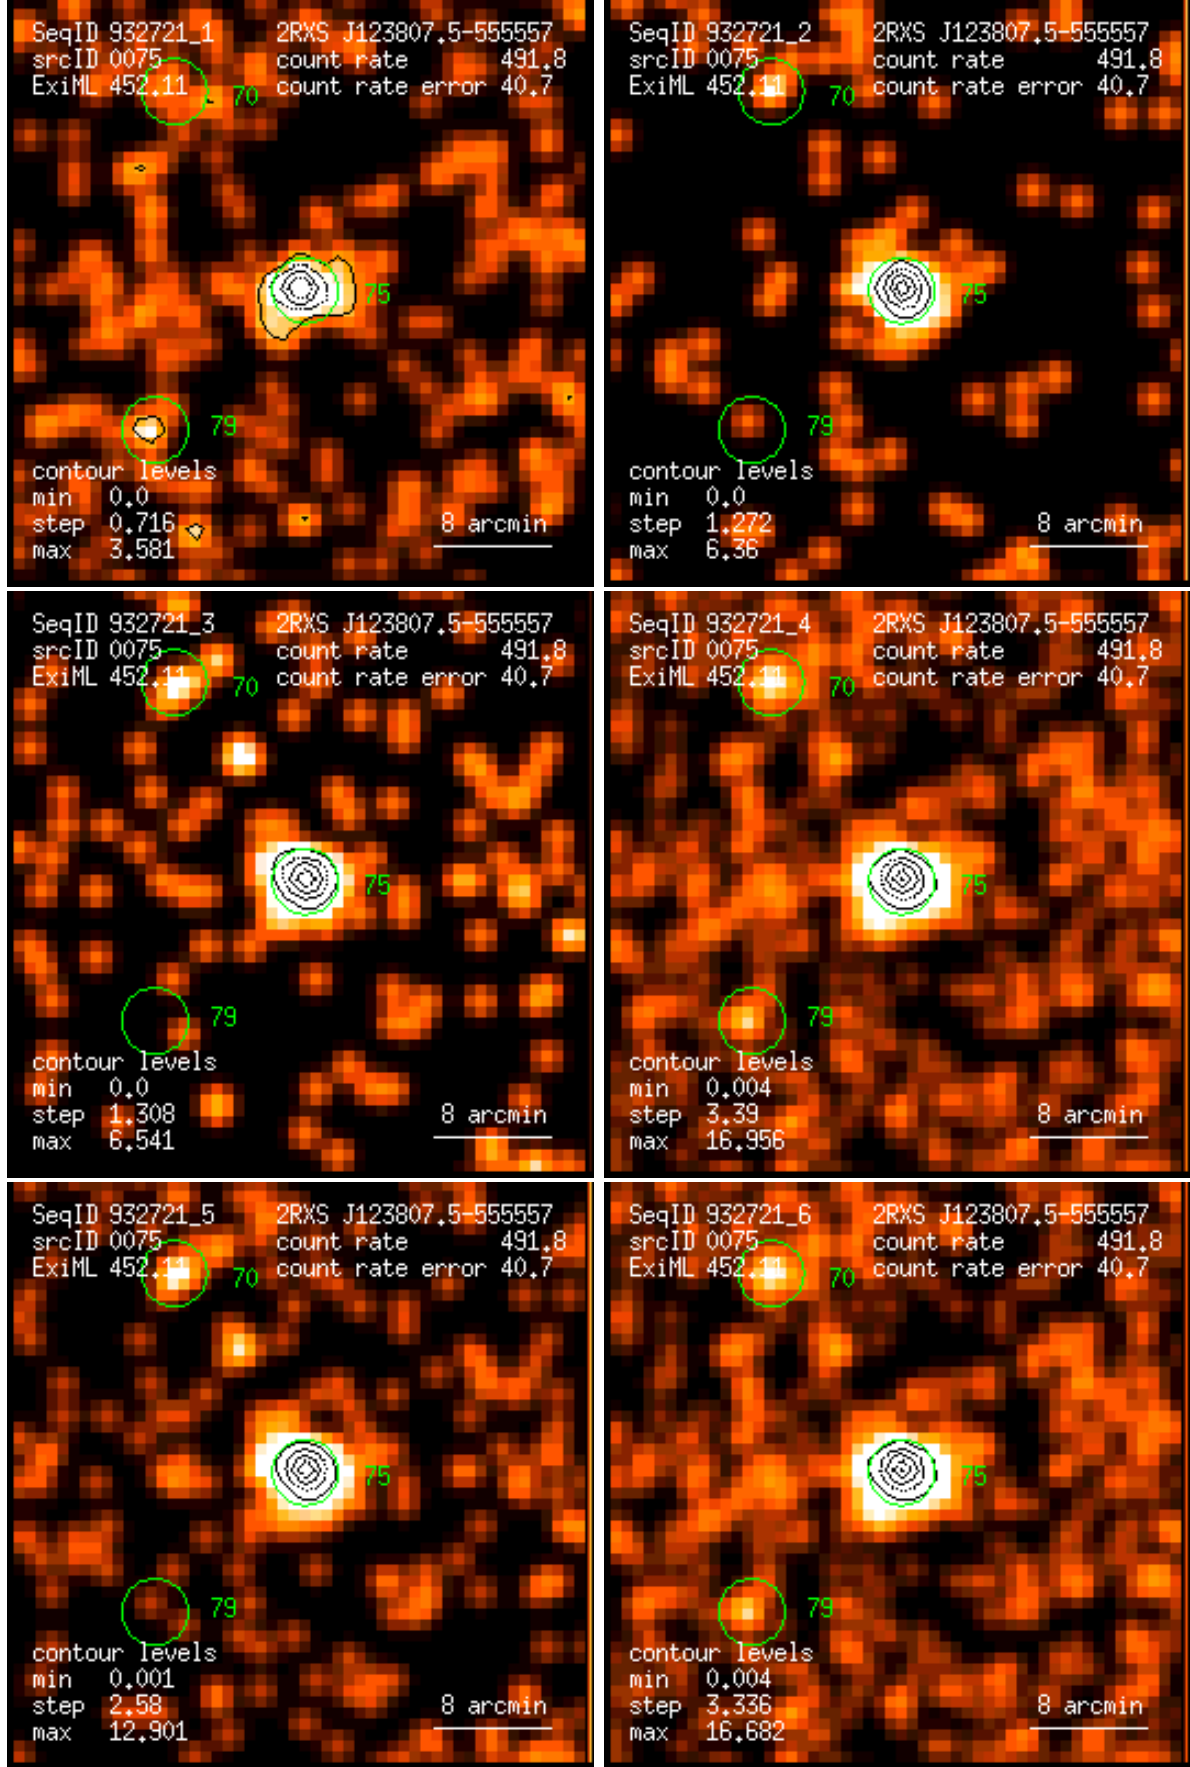 SeqID 932721_1 2RXS J123807.5-555557
srcID 0075 count rate 491.8
ExiML 452.11 70 count rate error 40.7
75
79
contour levels
min 0.0
step 0.716
max 3.581
8 arcmin
SeqID 932721_2 2RXS J123807.5-555557
srcID 0075 count rate 491.8
ExiML 452.11 70 count rate error 40.7
75
79
contour levels
min 0.0
step 1.272
max 6.36
8 arcmin
SeqID 932721_3 2RXS J123807.5-555557
srcID 0075 count rate 491.8
ExiML 452.11 70 count rate error 40.7
75
79
contour levels
min 0.0
step 1.308
max 6.541
8 arcmin
SeqID 932721_4 2RXS J123807.5-555557
srcID 0075 count rate 491.8
ExiML 452.11 70 count rate error 40.7
75
79
contour levels
min 0.004
step 3.39
max 16.956
8 arcmin
SeqID 932721_5 2RXS J123807.5-555557
srcID 0075 count rate 491.8
ExiML 452.11 70 count rate error 40.7
75
79
contour levels
min 0.001
step 2.58
max 12.901
8 arcmin
SeqID 932721_6 2RXS J123807.5-555557
srcID 0075 count rate 491.8
ExiML 452.11 70 count rate error 40.7
75
79
contour levels
min 0.004
step 3.336
max 16.682
8 arcmin